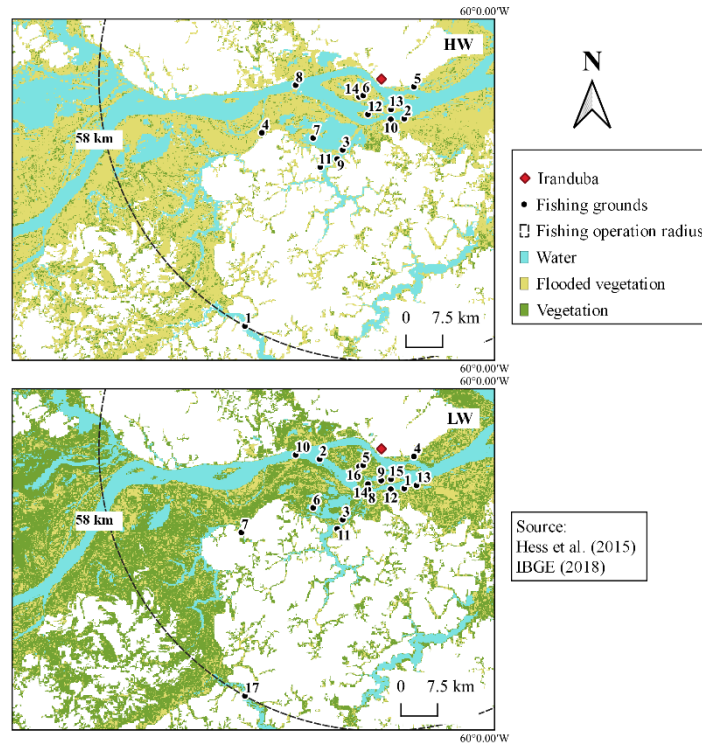 60°0.00'W
HW
8
5
14 6
12
13
2
10
4
7
3
11
9
58 km
1
0 7.5 km
60°0.00'W
N
Iranduba
Fishing grounds
Fishing operation radius
Water
Flooded vegetation
Vegetation
60°0.00'W
LW
10
2
4
5
16
9
15
1
13
14
8
12
6
3
11
7
58 km
17
0 7.5 km
60°0.00'W
Source:
Hess et al. (2015)
IBGE (2018)